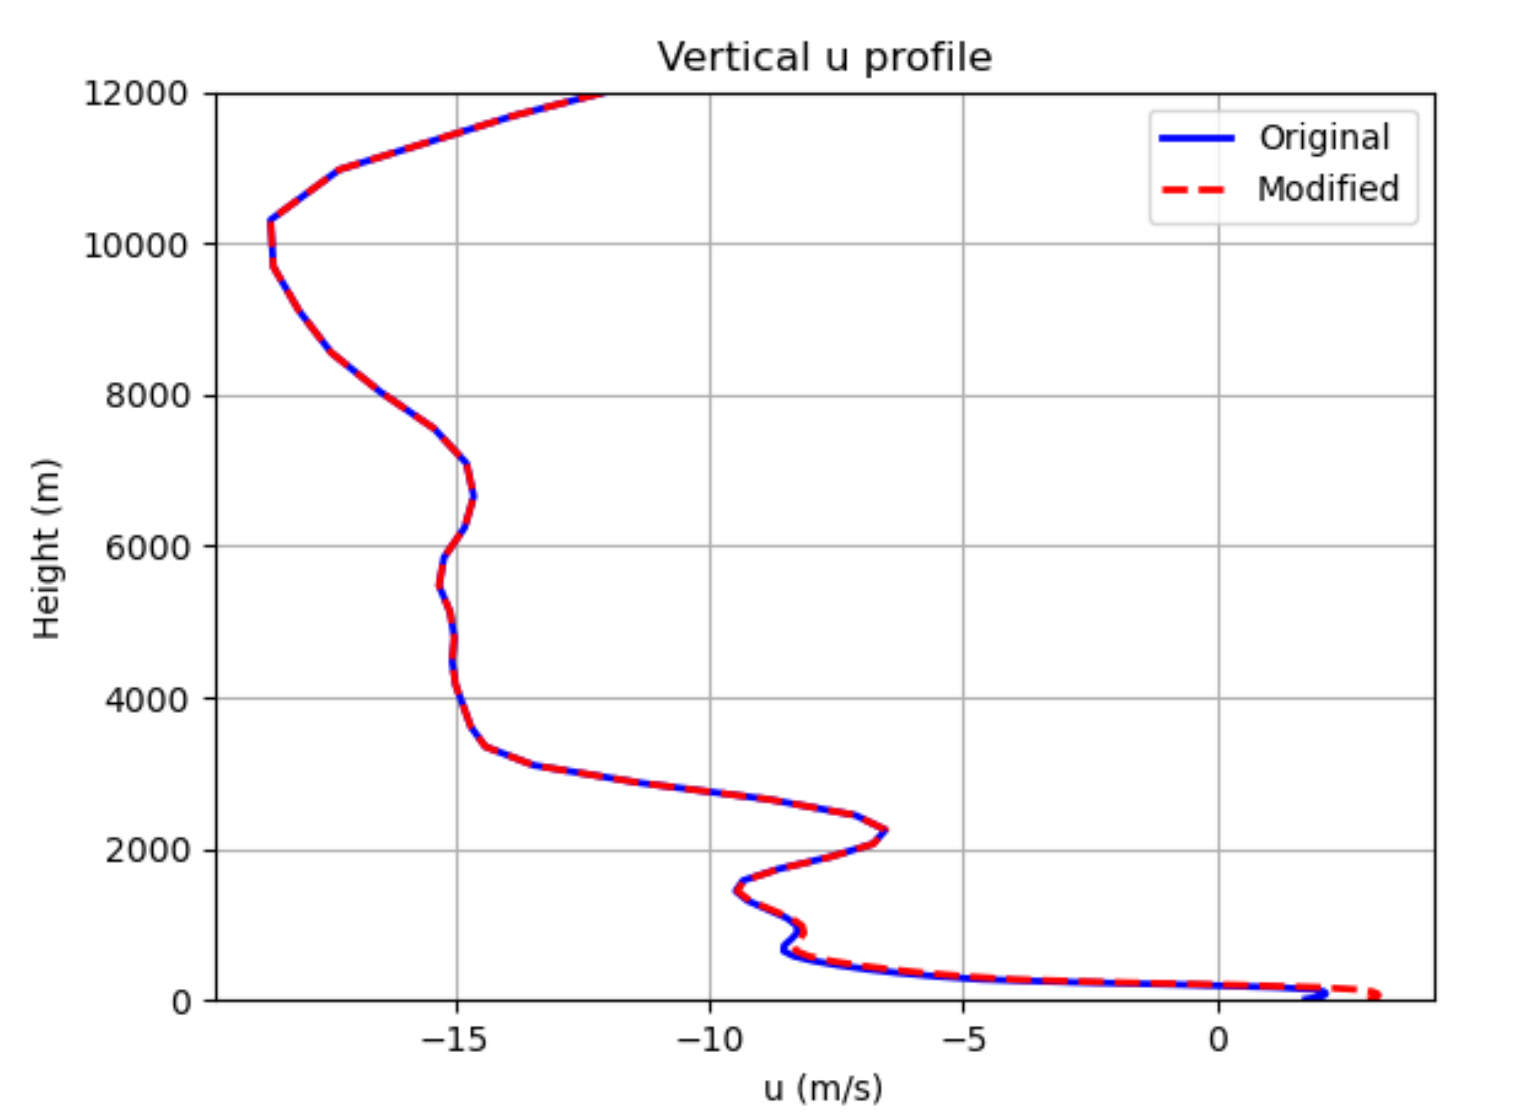 Vertical u profile
12000
10000
8000
6000
4000
2000
0
Height (m)
Original
Modified
−15
−10
−5
0
u (m/s)